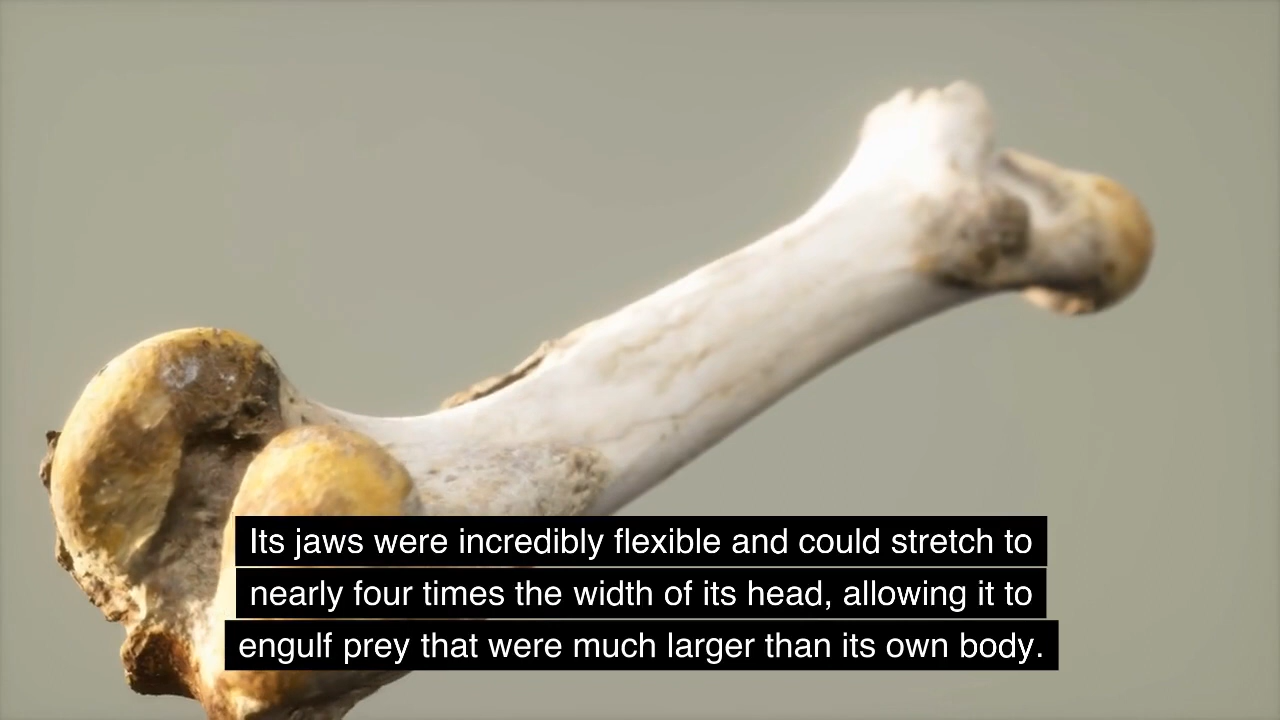 Its jaws were incredibly flexible and could stretch to
nearly four times the width of its head, allowing it to
engulf prey that were much larger than its own body.